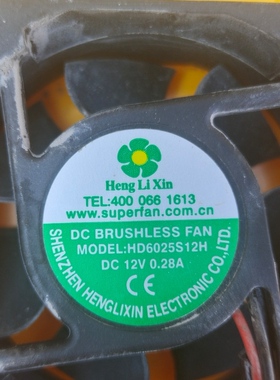 Heng Li Xin
TEL:400 066 1613
www.superfan.com.cn
DC BRUSHLESS FAN
MODEL:HD6025S12H
DC 12V 0.28A
CE
SHENZHEN HENGLIXIN ELECTRONIC CO.,LTD.